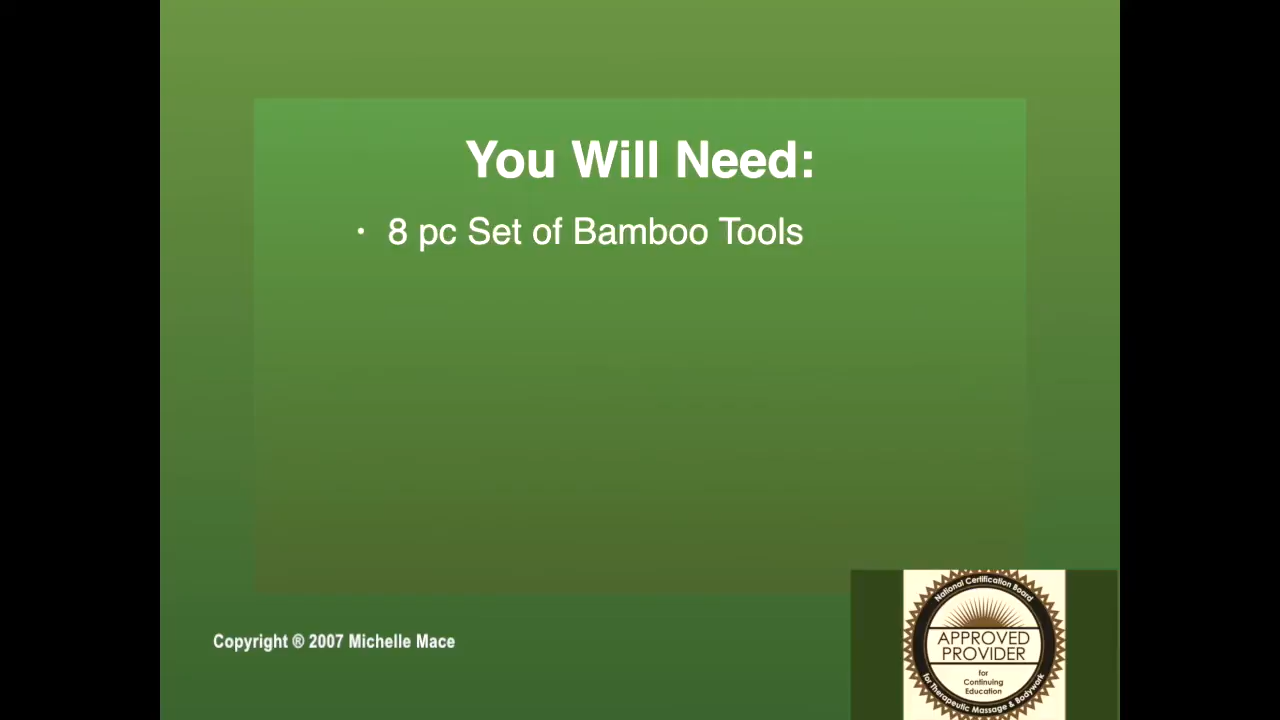 You Will Need:
• 8 pc Set of Bamboo Tools
Copyright ® 2007 Michelle Mace
National Certification Board
APPROVED
PROVIDER
for
Continuing
Education
for Therapeutic Massage & Bodywork